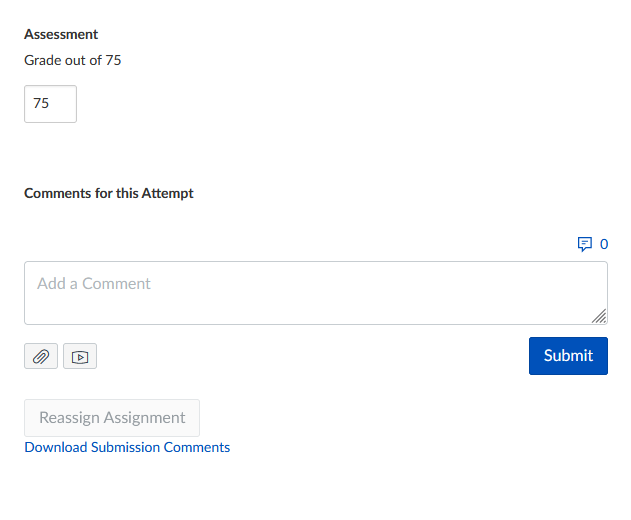 Assessment
Grade out of 75
75
Comments for this Attempt
0
Add a Comment
Submit
Reassign Assignment
Download Submission Comments